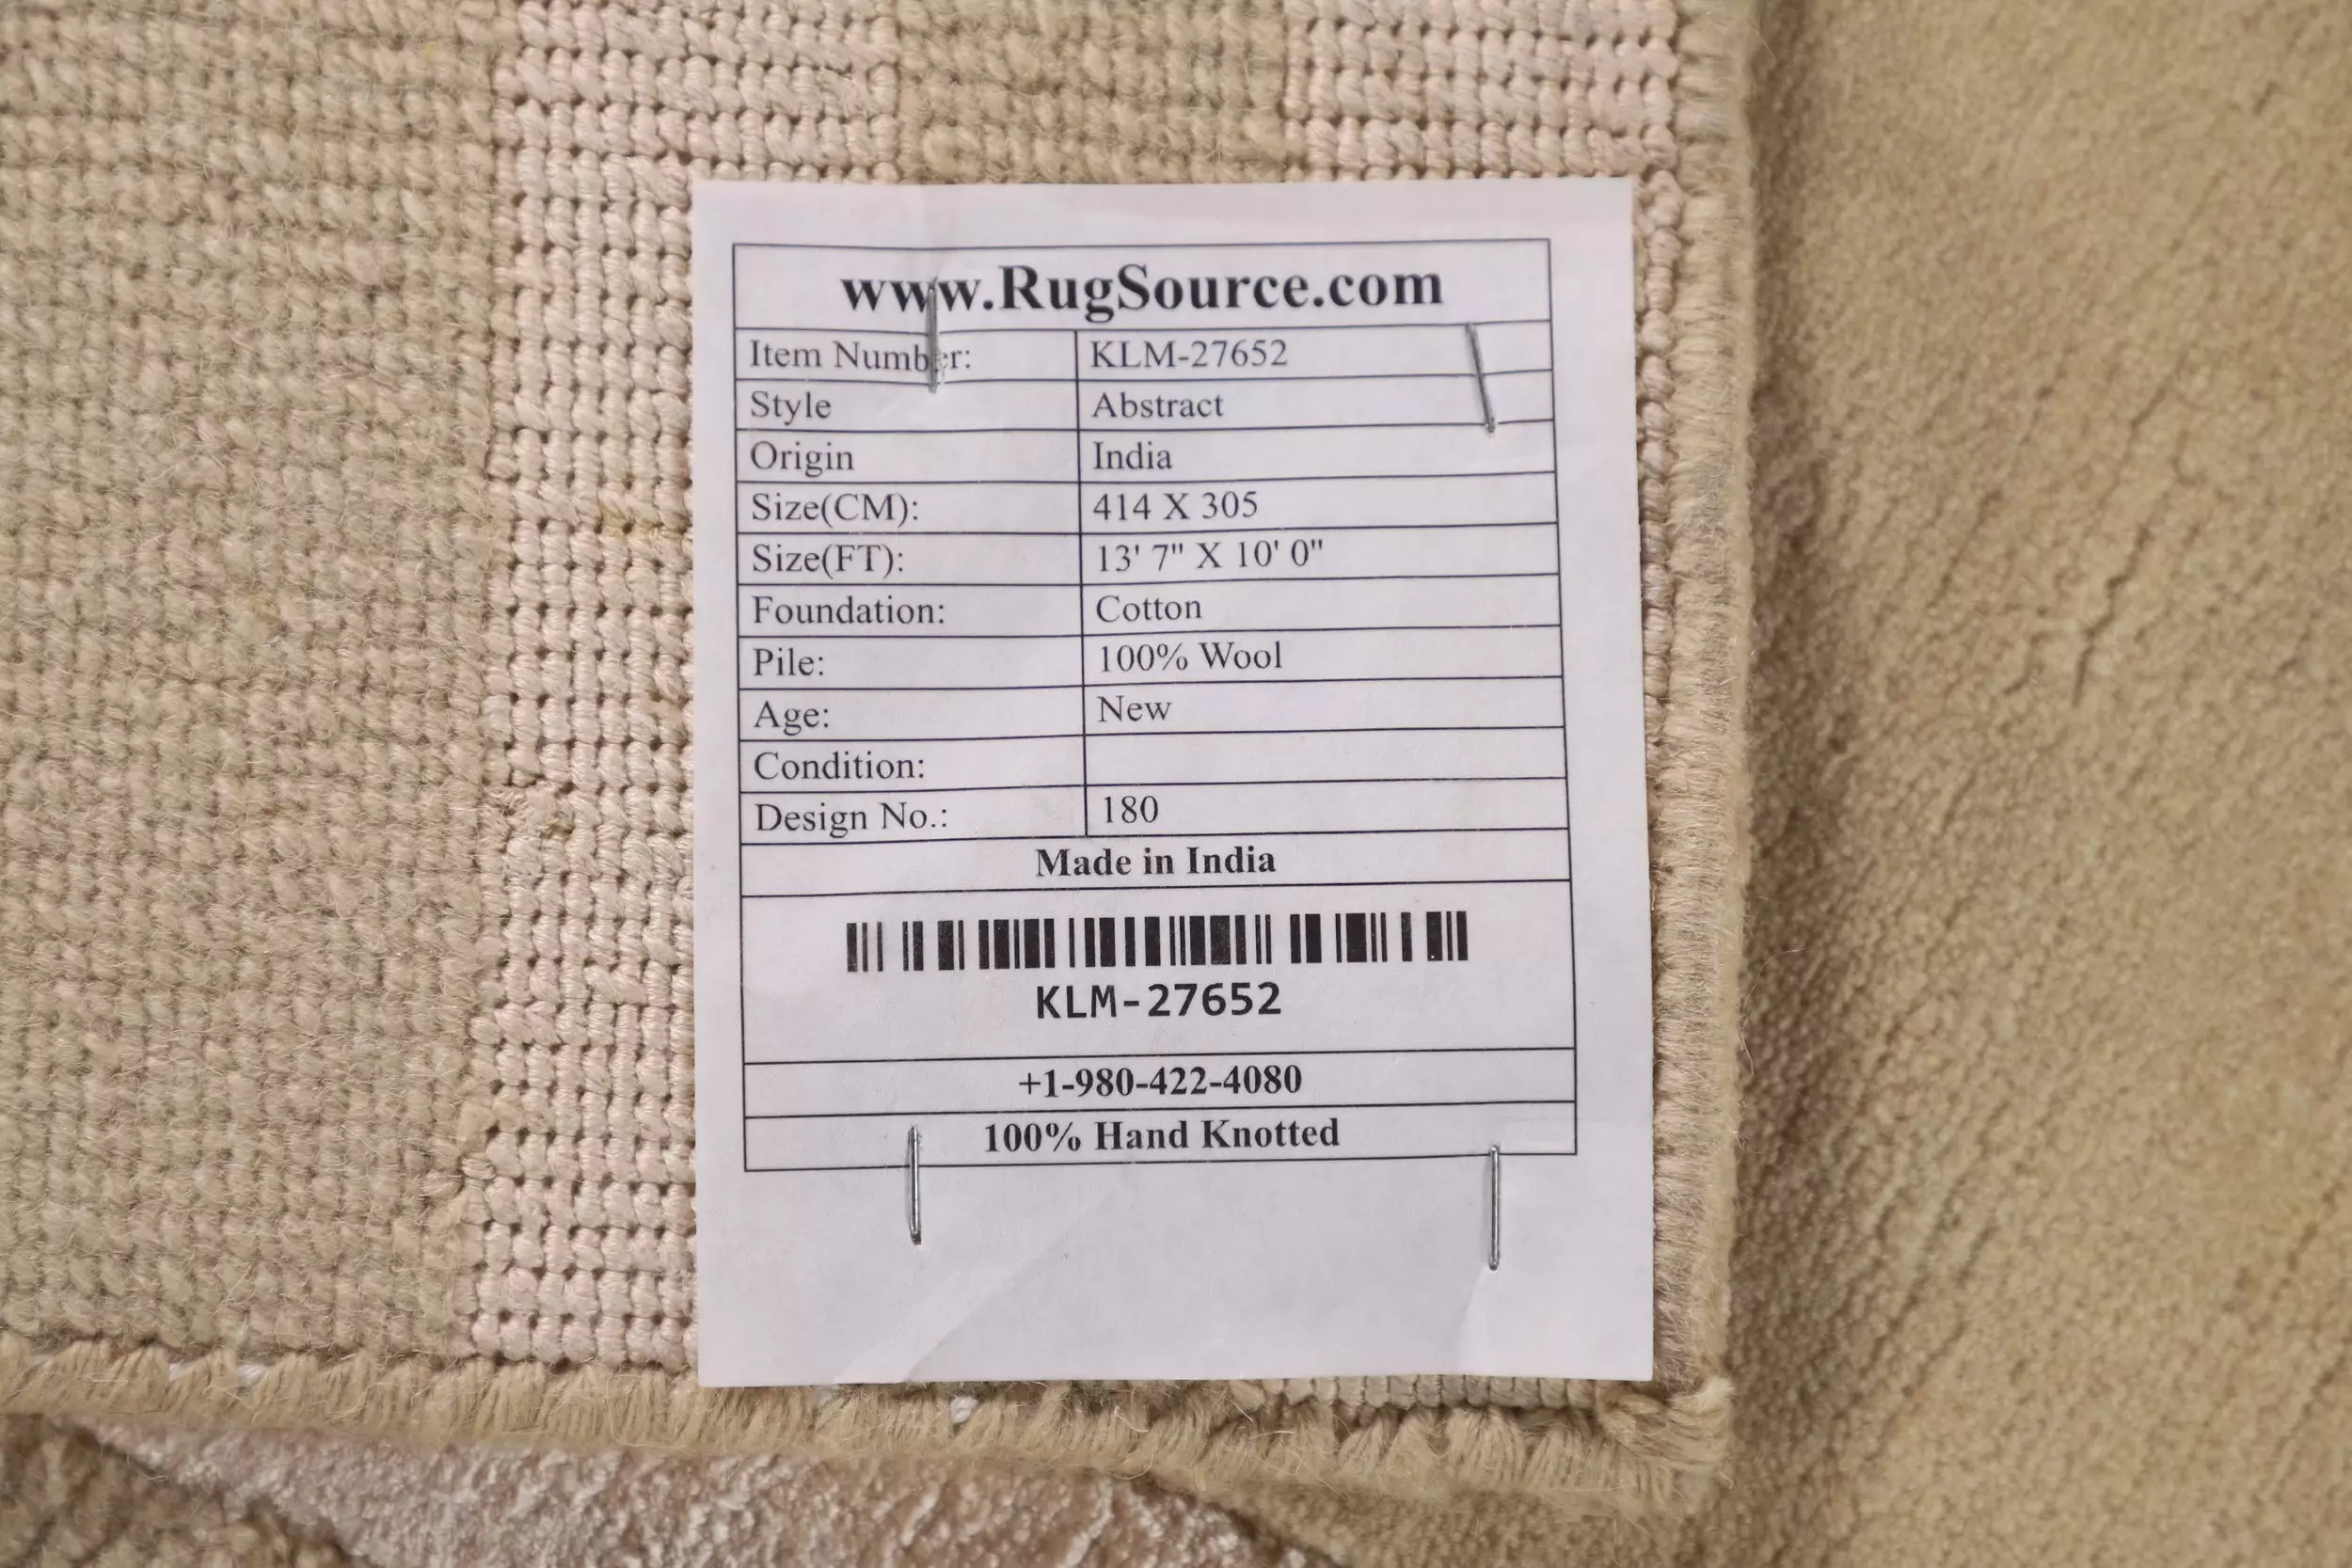 www.RugSource.com
Item Number: KLM-27652
Style Abstract
Origin India
Size(CM): 414 X 305
Size(FT): 13' 7" X 10' 0"
Foundation: Cotton
Pile: 100% Wool
Age: New
Condition:
Design No.: 180
Made in India
KLM-27652
+1-980-422-4080
100% Hand Knotted